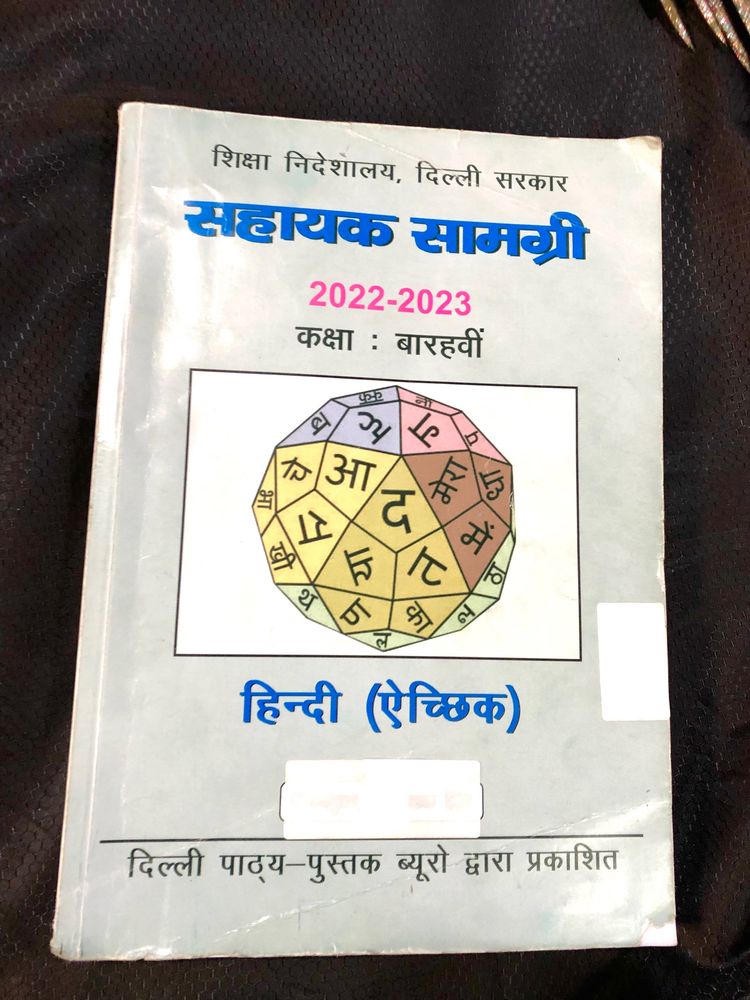 शिक्षा निदेशालय, दिल्ली सरकार
सहायक सामग्री
2022-2023
कक्षा : बारहवीं
आ
द
मेरा
में
या
का
थ
ण
ल
हिन्दी (ऐच्छिक)
दिल्ली पाठ्य-पुस्तक ब्यूरो द्वारा प्रकाशित